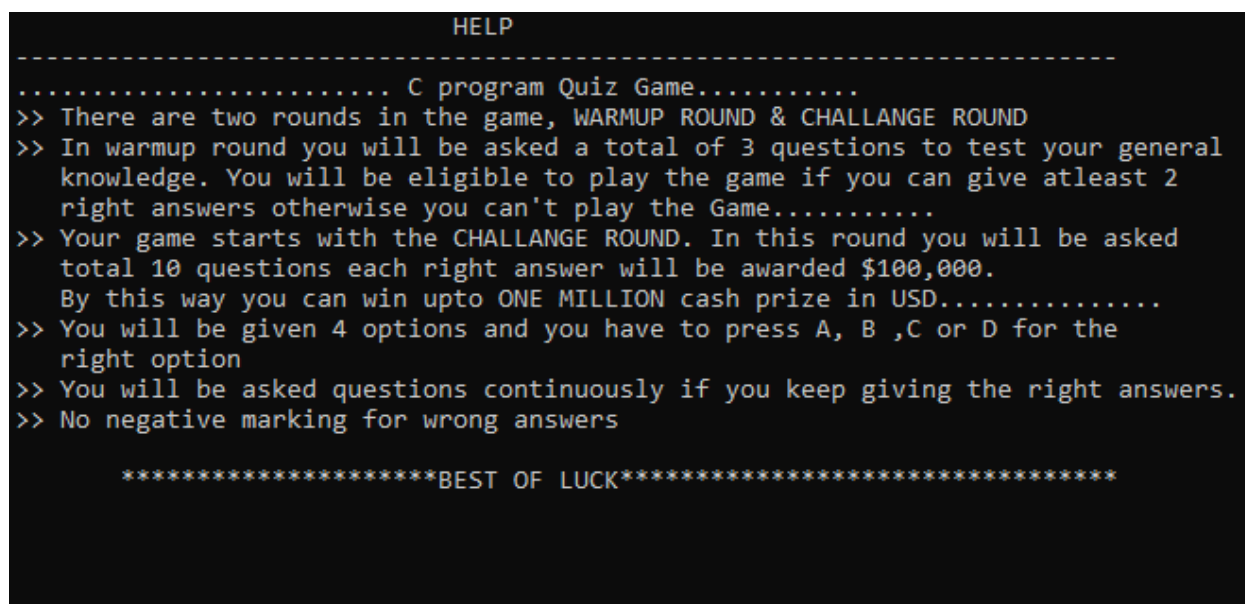 HELP
-------------------------------------------------------------------------
......................... C program Quiz Game...........
>> There are two rounds in the game, WARMUP ROUND & CHALLANGE ROUND
>> In warmup round you will be asked a total of 3 questions to test your general
knowledge. You will be eligible to play the game if you can give atleast 2
right answers otherwise you can't play the Game...........
>> Your game starts with the CHALLANGE ROUND. In this round you will be asked
total 10 questions each right answer will be awarded $100,000.
By this way you can win upto ONE MILLION cash prize in USD...............
>> You will be given 4 options and you have to press A, B ,C or D for the
right option
>> You will be asked questions continuously if you keep giving the right answers.
>> No negative marking for wrong answers
*********************BEST OF LUCK*********************************